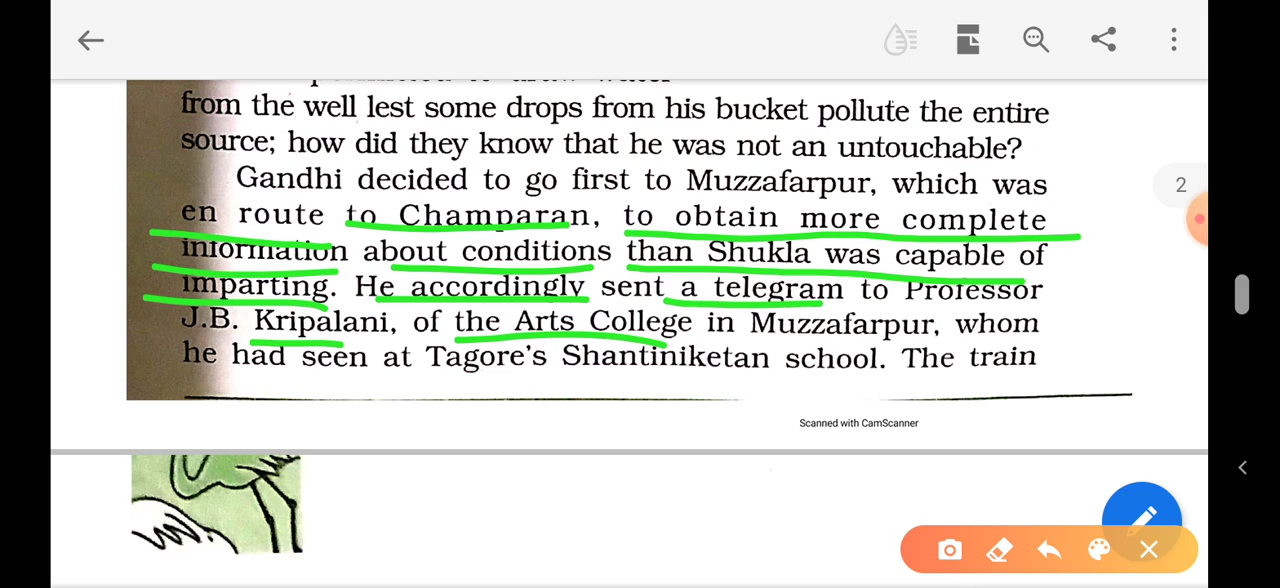 from the well lest some drops from his bucket pollute the entire
source; how did they know that he was not an untouchable?
Gandhi decided to go first to Muzzafarpur, which was
2
en route to Champaran, to obtain more complete
information about conditions than Shukla was capable of
imparting. He accordingly sent a telegram to Professor
J.B. Kripalani, of the Arts College in Muzzafarpur, whom
he had seen at Tagore's Shantiniketan school. The train
Scanned with CamScanner